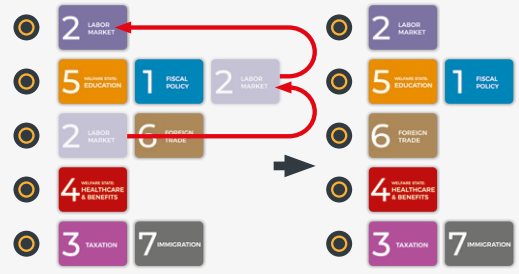 2 LABOR
MARKET
5 WELFARE STATE:
EDUCATION
1 FISCAL
POLICY
2 LABOR
MARKET
2 LABOR
MARKET
6 FOREIGN
TRADE
4 WELFARE STATE:
HEALTHCARE
& BENEFITS
3 TAXATION
7 IMMIGRATION
2 LABOR
MARKET
5 WELFARE STATE:
EDUCATION
1 FISCAL
POLICY
6 FOREIGN
TRADE
4 WELFARE STATE:
HEALTHCARE
& BENEFITS
3 TAXATION
7 IMMIGRATION